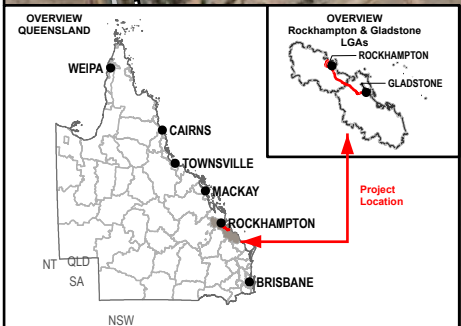 OVERVIEW
QUEENSLAND
WEIPA
CAIRNS
TOWNSVILLE
MACKAY
ROCKHAMPTON
BRISBANE
NT
QLD
SA
NSW
OVERVIEW
Rockhampton & Gladstone
LGAs
ROCKHAMPTON
GLADSTONE
Project
Location